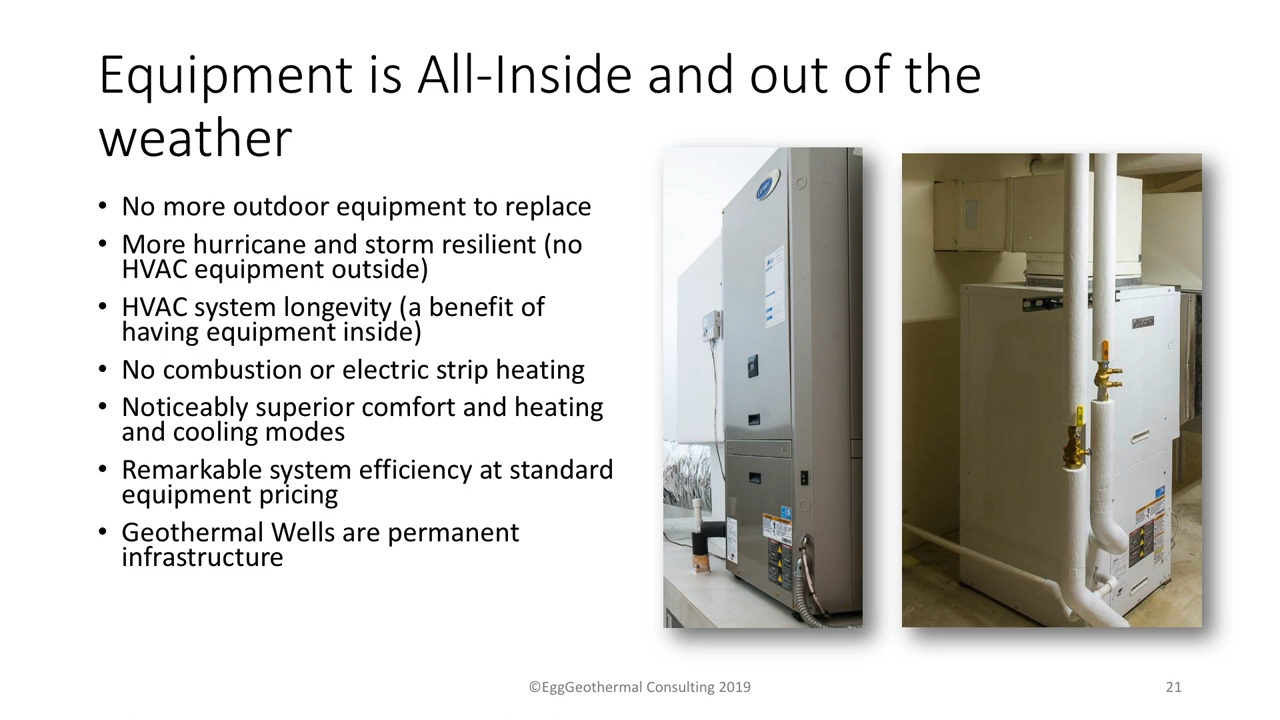 Equipment is All-Inside and out of the
weather
• No more outdoor equipment to replace
• More hurricane and storm resilient (no
HVAC equipment outside)
• HVAC system longevity (a benefit of
having equipment inside)
• No combustion or electric strip heating
• Noticeably superior comfort and heating
and cooling modes
• Remarkable system efficiency at standard
equipment pricing
• Geothermal Wells are permanent
infrastructure
©EggGeothermal Consulting 2019
21